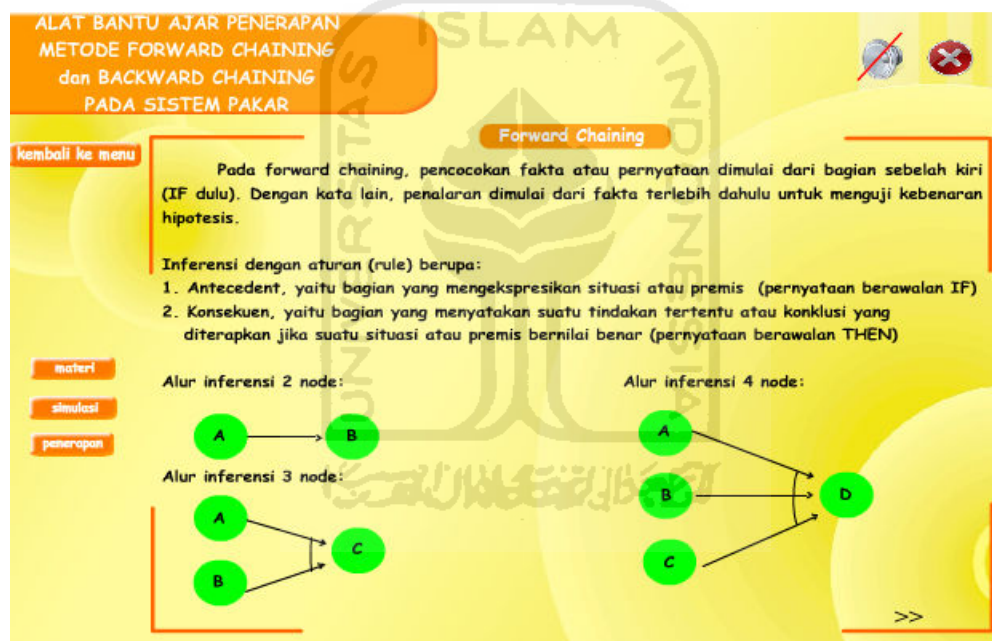 ALAT BANTU AJAR PENERAPAN
METODE FORWARD CHAINING
dan BACKWARD CHAINING
PADA SISTEM PAKAR
Forward Chaining
kembali ke menu
Pada forward chaining, pencocokan fakta atau pernyataan dimulai dari bagian sebelah kiri
(IF dulu). Dengan kata lain, penalaran dimulai dari fakta terlebih dahulu untuk menguji kebenaran
hipotesis.
Inferensi dengan aturan (rule) berupa:
1. Antecedent, yaitu bagian yang mengekspresikan situasi atau premis (pernyataan berawalan IF)
2. Konsekuen, yaitu bagian yang menyatakan suatu tindakan tertentu atau konklusi yang
diterapkan jika suatu situasi atau premis bernilai benar (pernyataan berawalan THEN)
materi
simulasi
penerapan
Alur inferensi 2 node:
A
B
Alur inferensi 3 node:
A
B
C
Alur inferensi 4 node:
A
B
C
D
>>
ISLAM
UNIVERSITAS
INDONESIA